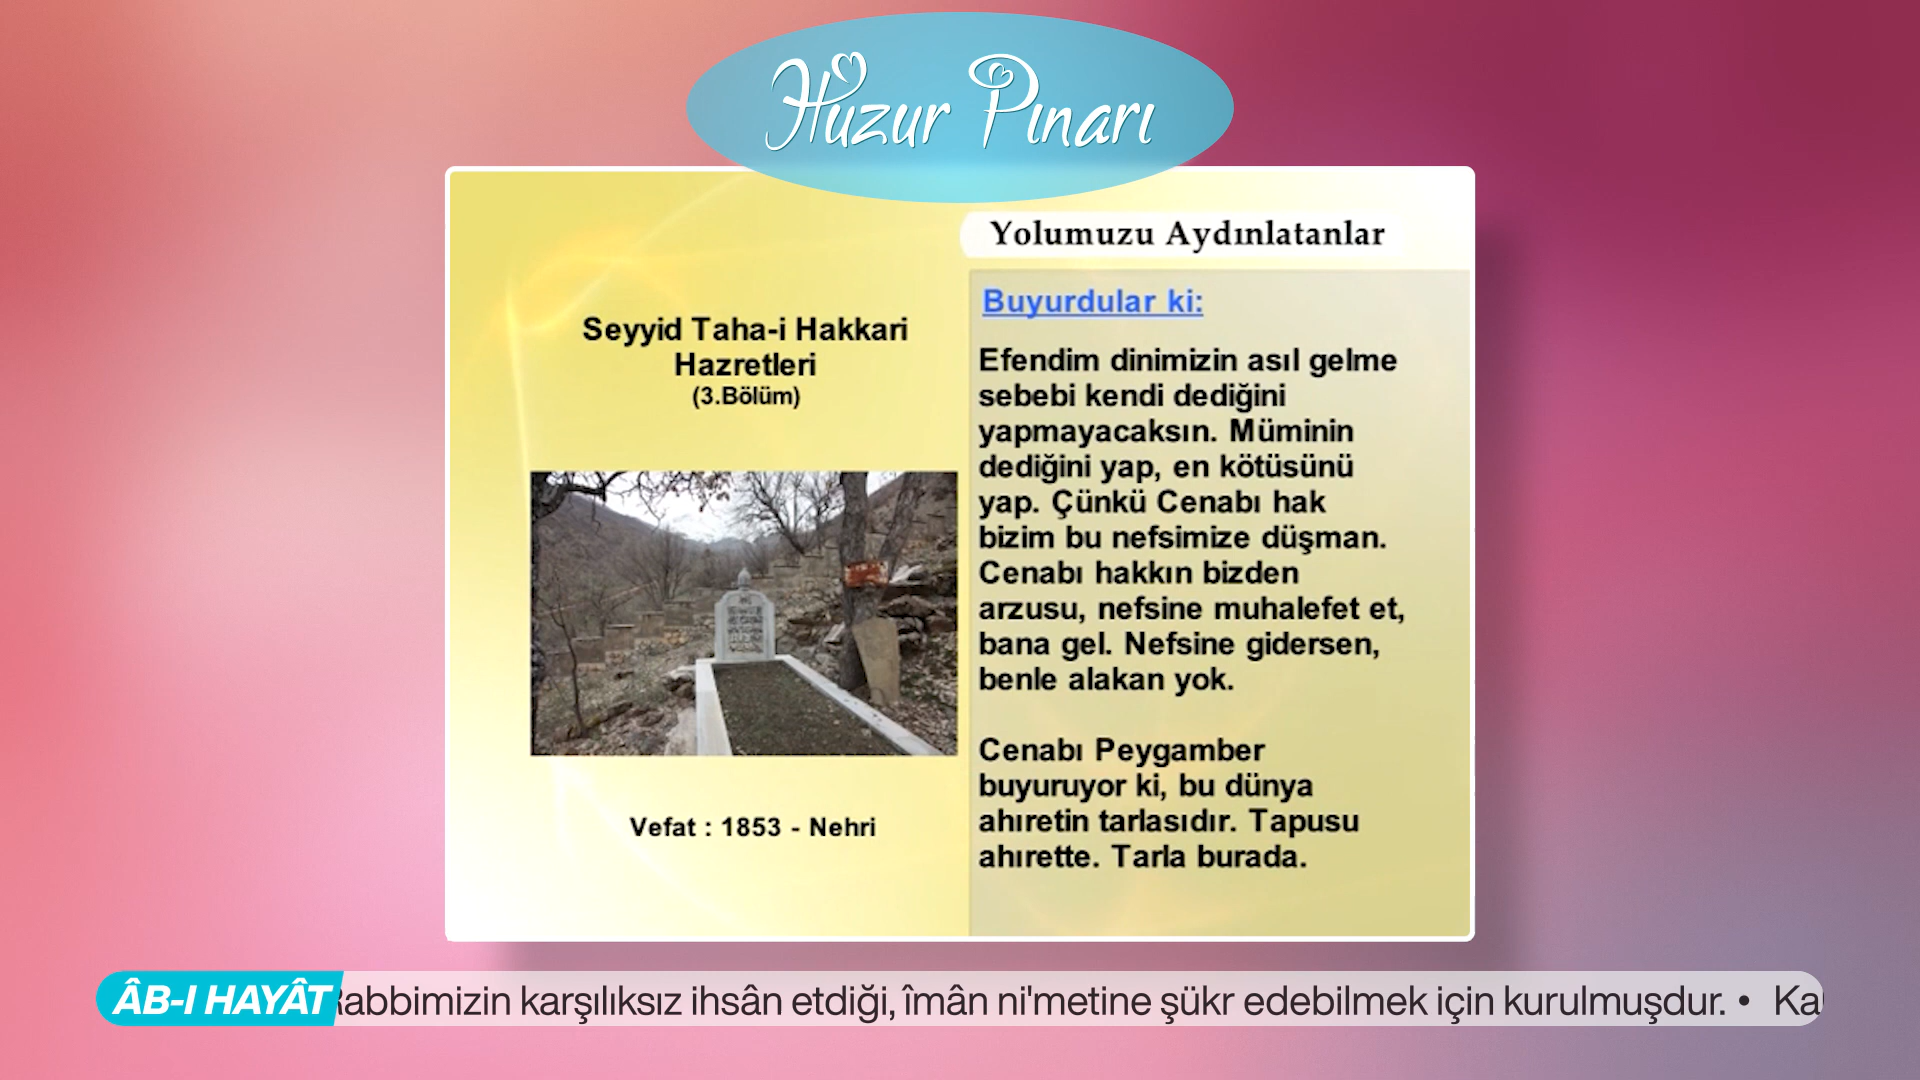 Huzur Pınarı
Yolumuzu Aydınlatanlar
Seyyid Taha-i Hakkari
Hazretleri
(3.Bölüm)
Vefat : 1853 - Nehri
Buyurdular ki:
Efendim dinimizin asıl gelme
sebebi kendi dediğini
yapmayacaksın. Müminin
dediğini yap, en kötüsünü
yap. Çünkü Cenabı hak
bizim bu nefsimize düşman.
Cenabı hakkın bizden
arzusu, nefsine muhalefet et,
bana gel. Nefsine gidersen,
benle alakan yok.
Cenabı Peygamber
buyuruyor ki, bu dünya
ahıretin tarlasıdır. Tapusu
ahırette. Tarla burada.
ÂB-I HAYÂT Rabbimizin karşılıksız ihsân etdiği, îmân ni'metine şükr edebilmek için kurulmuşdur. •